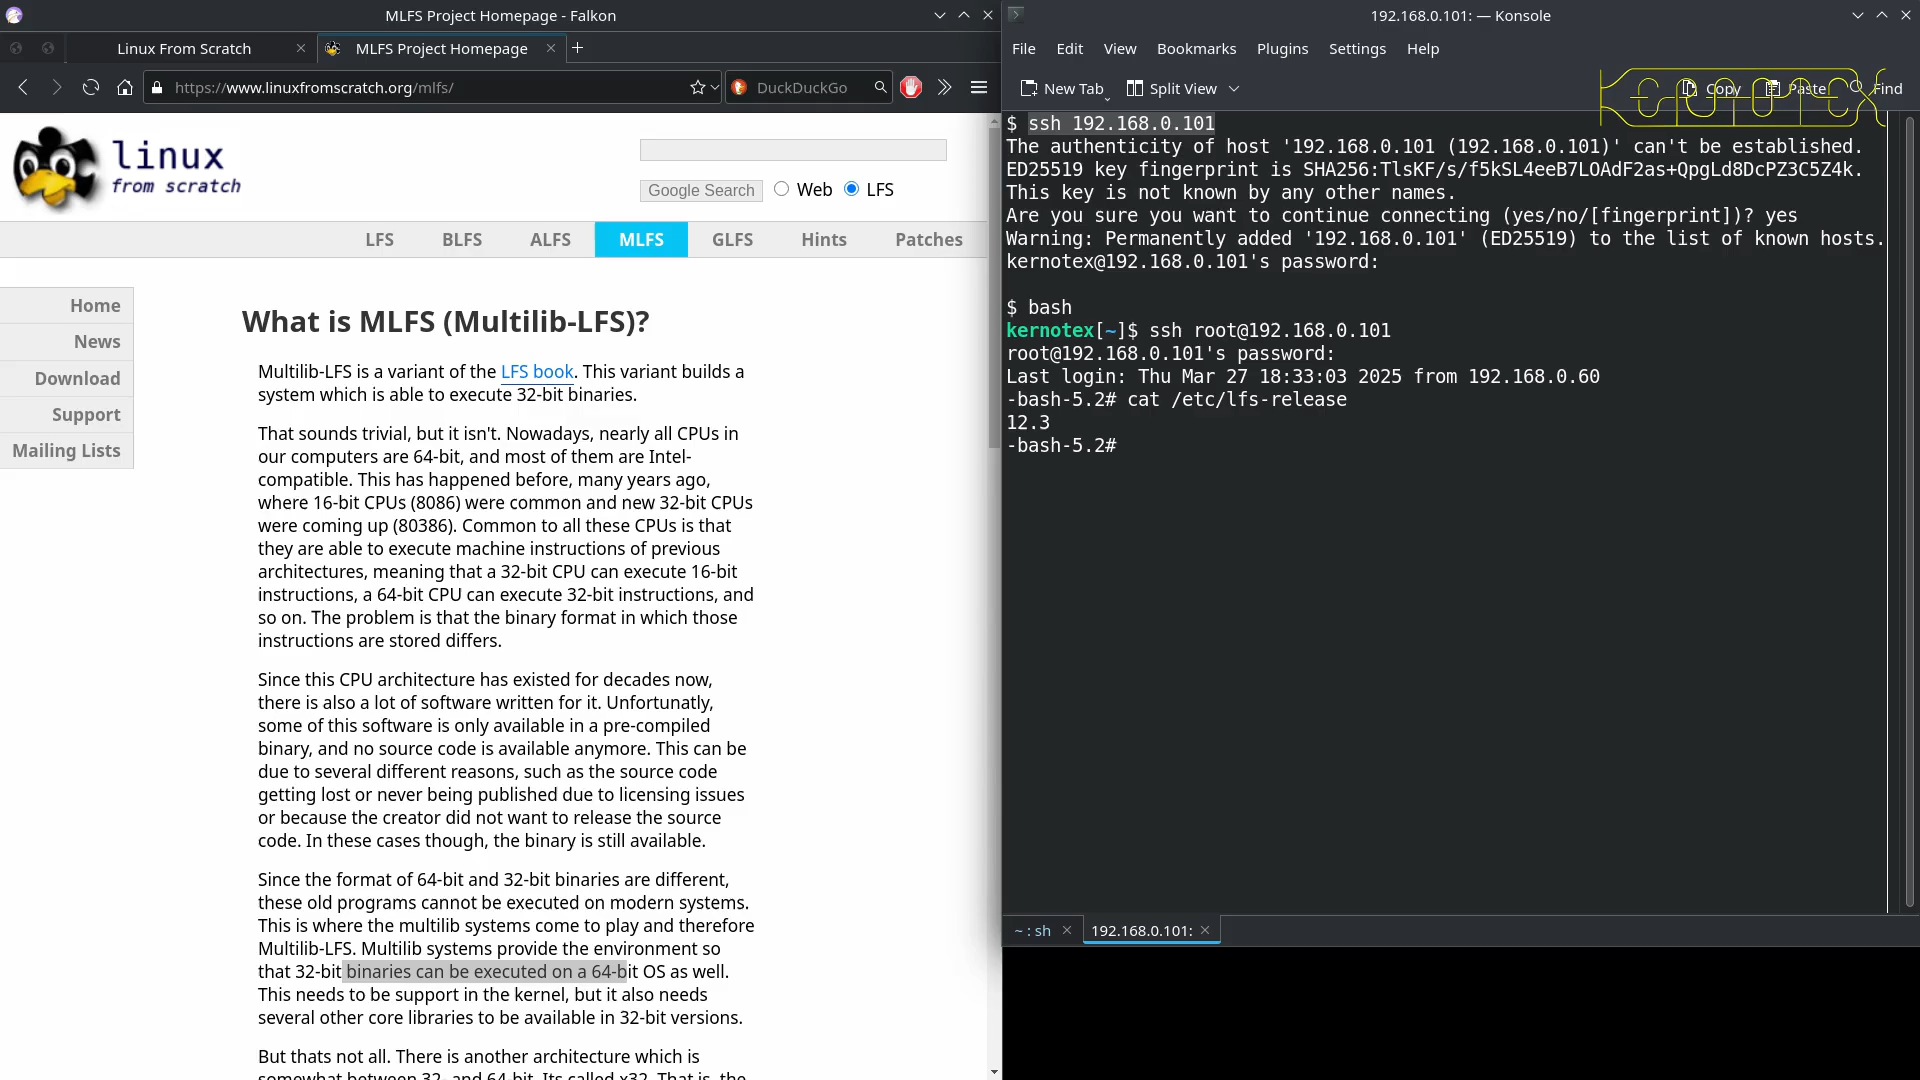 MLFS Project Homepage - Falkon
Linux From Scratch
MLFS Project Homepage
https://www.linuxfromscratch.org/mlfs/
DuckDuckGo
linux
from scratch
Google Search
Web
LFS
LFS
BLFS
ALFS
MLFS
GLFS
Hints
Patches
Home
News
Download
Support
Mailing Lists
What is MLFS (Multilib-LFS)?
Multilib-LFS is a variant of the LFS book. This variant builds a
system which is able to execute 32-bit binaries.
That sounds trivial, but it isn't. Nowadays, nearly all CPUs in
our computers are 64-bit, and most of them are Intel-
compatible. This has happened before, many years ago,
where 16-bit CPUs (8086) were common and new 32-bit CPUs
were coming up (80386). Common to all these CPUs is that
they are able to execute machine instructions of previous
architectures, meaning that a 32-bit CPU can execute 16-bit
instructions, a 64-bit CPU can execute 32-bit instructions, and
so on. The problem is that the binary format in which those
instructions are stored differs.
Since this CPU architecture has existed for decades now,
there is also a lot of software written for it. Unfortunatly,
some of this software is only available in a pre-compiled
binary, and no source code is available anymore. This can be
due to several different reasons, such as the source code
getting lost or never being published due to licensing issues
or because the creator did not want to release the source
code. In these cases though, the binary is still available.
Since the format of 64-bit and 32-bit binaries are different,
these old programs cannot be executed on modern systems.
This is where the multilib systems come to play and therefore
Multilib-LFS. Multilib systems provide the environment so
that 32-bit binaries can be executed on a 64-bit OS as well.
This needs to be support in the kernel, but it also needs
several other core libraries to be available in 32-bit versions.
But thats not all. There is another architecture which is
somewhat between 32- and 64-bit. Its called x32. That is, the
192.168.0.101: — Konsole
File
Edit
View
Bookmarks
Plugins
Settings
Help
New Tab
Split View
Copy
Paste
Find
KERNOTEX
$ ssh 192.168.0.101
The authenticity of host '192.168.0.101 (192.168.0.101)' can't be established.
ED25519 key fingerprint is SHA256:TlsKF/s/f5kSL4eeB7LOAdF2as+QpgLd8DcPZ3C5Z4k.
This key is not known by any other names.
Are you sure you want to continue connecting (yes/no/[fingerprint])? yes
Warning: Permanently added '192.168.0.101' (ED25519) to the list of known hosts.
kernotex@192.168.0.101's password:
$ bash
kernotex[~]$ ssh root@192.168.0.101
root@192.168.0.101's password:
Last login: Thu Mar 27 18:33:03 2025 from 192.168.0.60
-bash-5.2# cat /etc/lfs-release
12.3
-bash-5.2#
~ : sh
192.168.0.101: